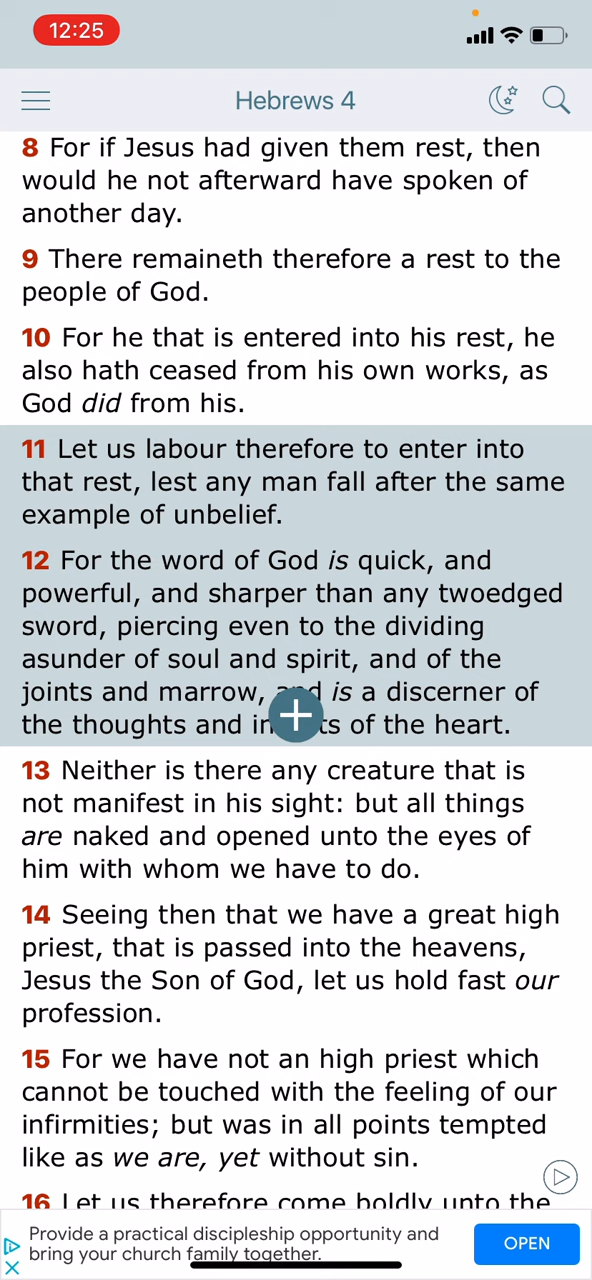 12:25
Hebrews 4
8 For if Jesus had given them rest, then
would he not afterward have spoken of
another day.
9 There remaineth therefore a rest to the
people of God.
10 For he that is entered into his rest, he
also hath ceased from his own works, as
God did from his.
11 Let us labour therefore to enter into
that rest, lest any man fall after the same
example of unbelief.
12 For the word of God is quick, and
powerful, and sharper than any twoedged
sword, piercing even to the dividing
asunder of soul and spirit, and of the
joints and marrow, and is a discerner of
the thoughts and intents of the heart.
13 Neither is there any creature that is
not manifest in his sight: but all things
are naked and opened unto the eyes of
him with whom we have to do.
14 Seeing then that we have a great high
priest, that is passed into the heavens,
Jesus the Son of God, let us hold fast our
profession.
15 For we have not an high priest which
cannot be touched with the feeling of our
infirmities; but was in all points tempted
like as we are, yet without sin.
16 Let us therefore come boldly unto the
Provide a practical discipleship opportunity and
bring your church family together.
OPEN